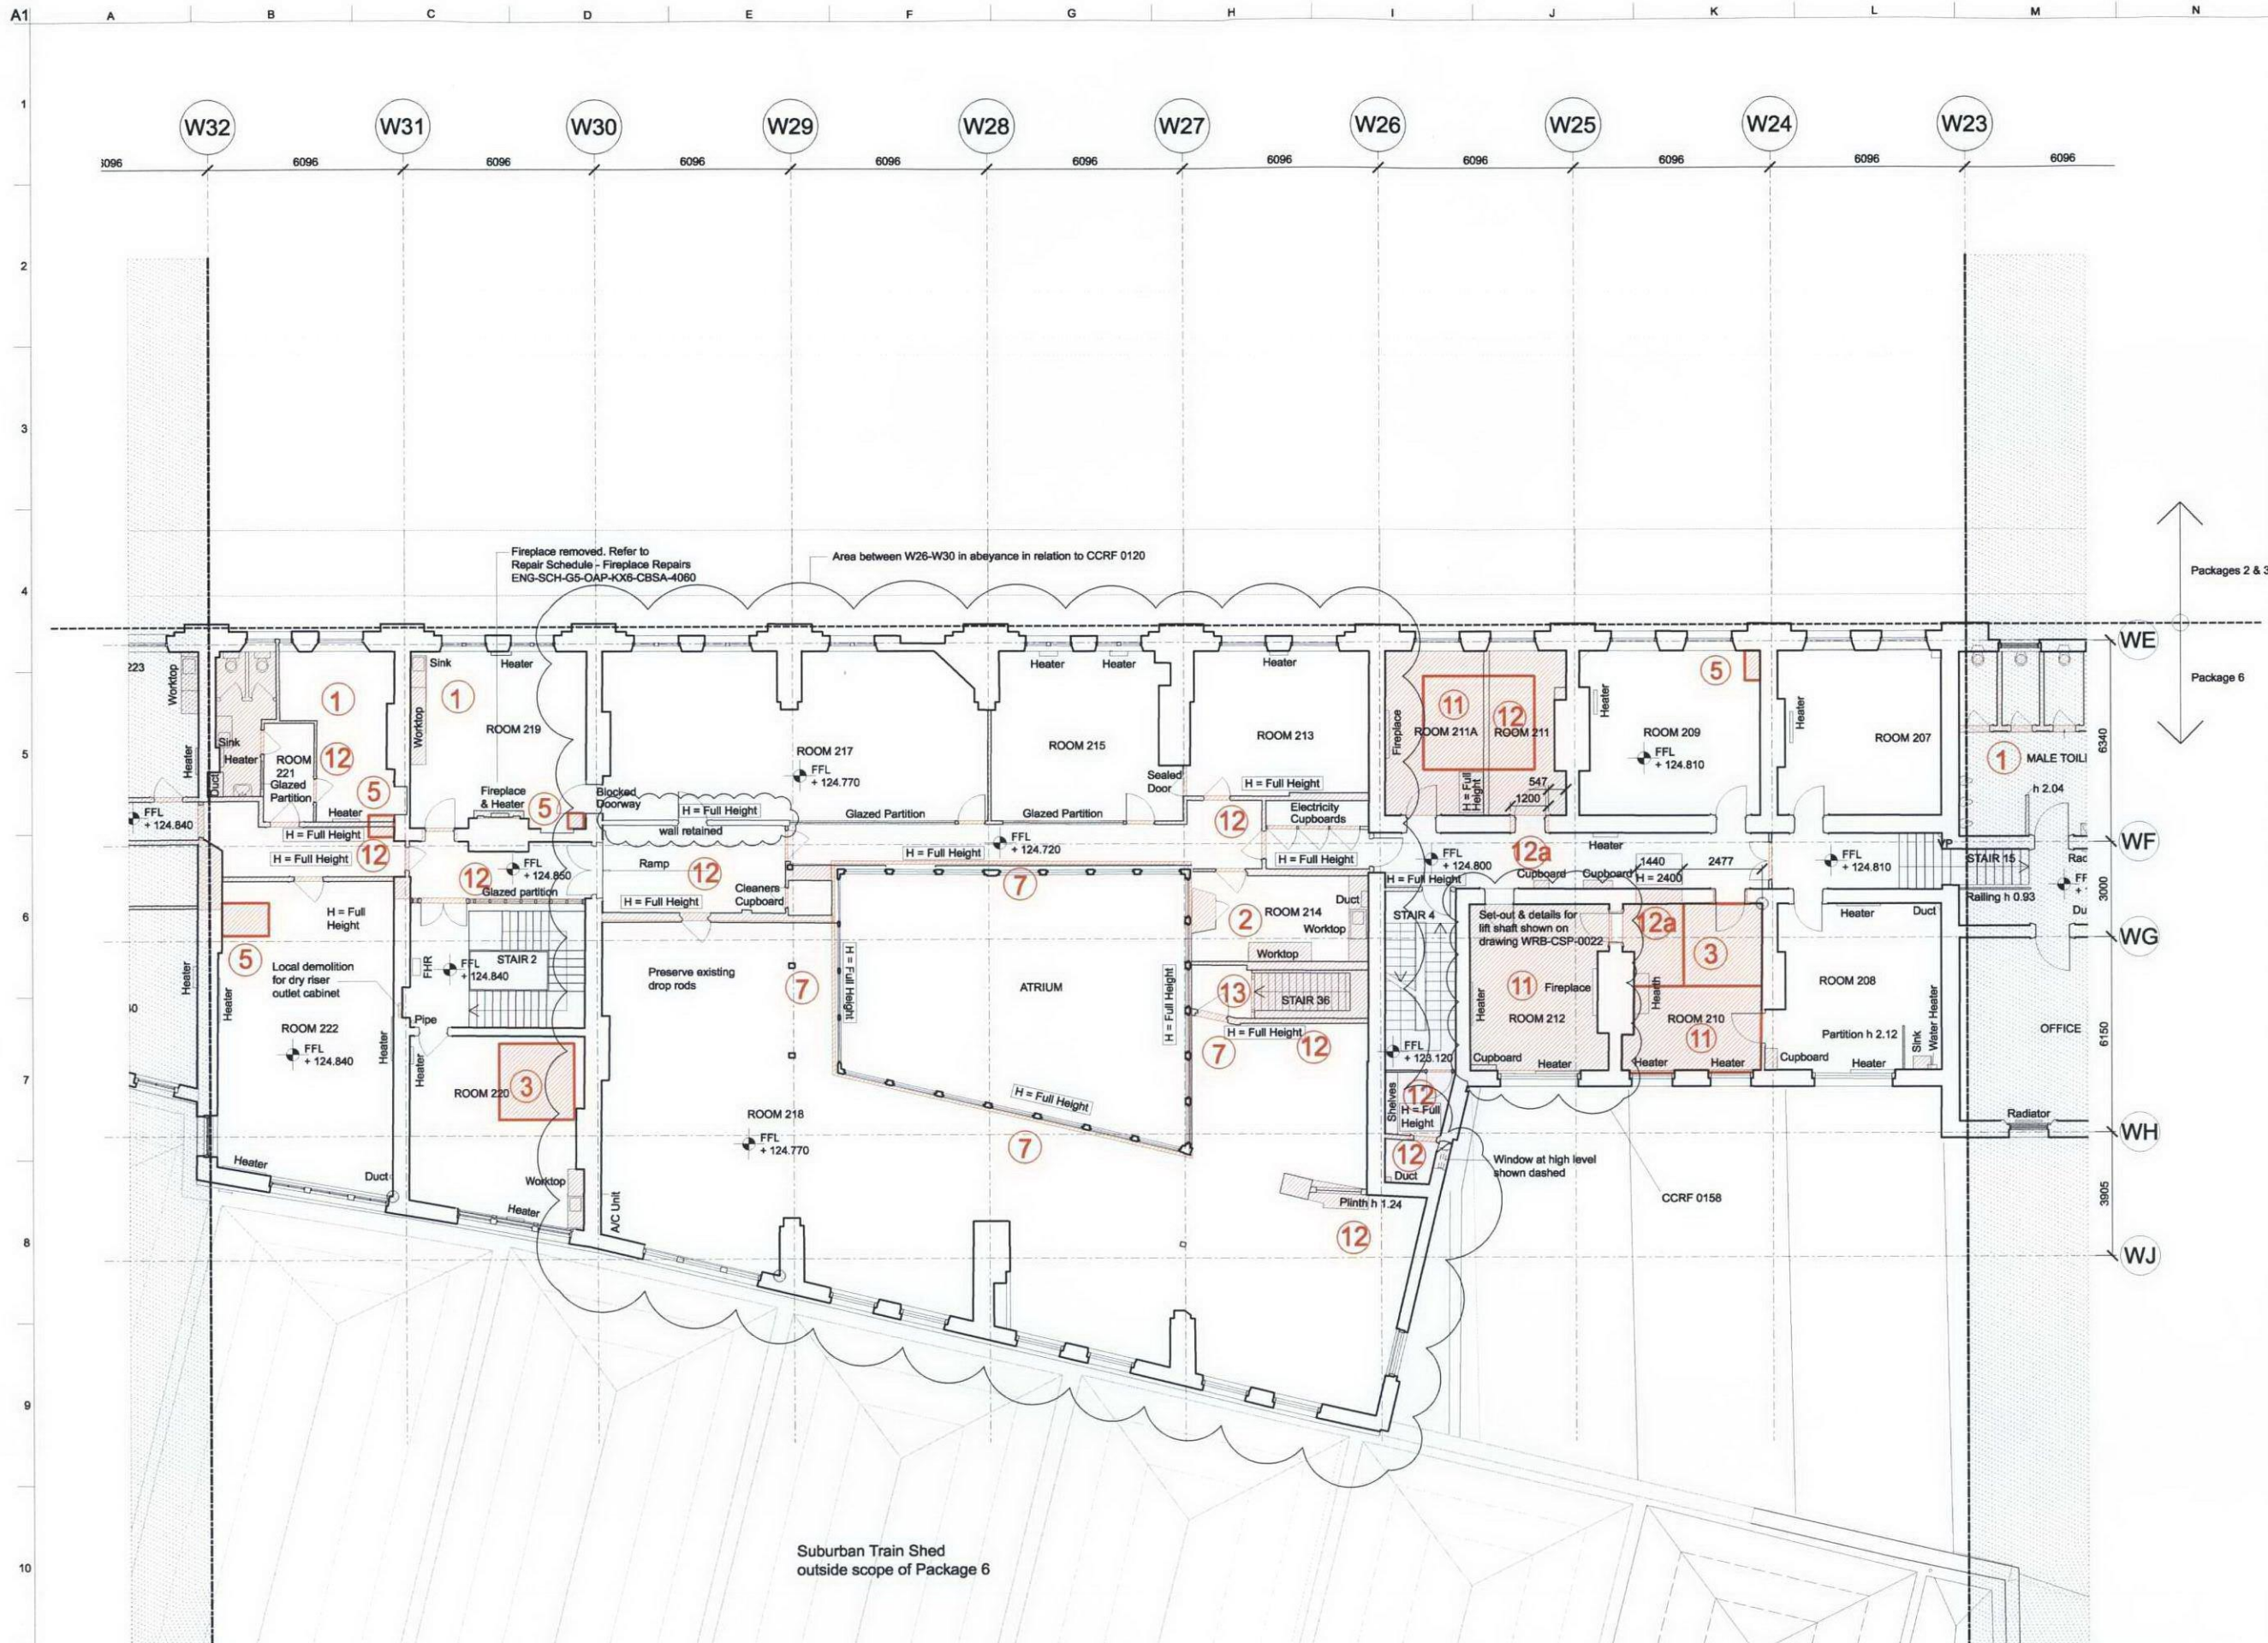 A1
A
B
C
D
E
F
G
H
I
J
K
L
M
N
1
2
3
4
5
6
7
8
9
10
W32
W31
W30
W29
W28
W27
W26
W25
W24
W23
6096
6096
6096
6096
6096
6096
6096
6096
6096
6096
Fireplace removed. Refer to
Repair Schedule - Fireplace Repairs
ENG-SCH-G5-OAP-KX6-CBSA-4060
Area between W26-W30 in abeyance in relation to CCRF 0120
Packages 2 & 3
Package 6
WE
WF
WG
WH
WJ
6340
3000
6150
3905
223
Worktop
Heater
FFL
+ 124.840
Sink
Heater
Duct
ROOM
221
Glazed
Partition
1
12
5
Heater
H = Full Height
H = Full Height
12
Sink
Heater
1
Worktop
ROOM 219
Fireplace
& Heater
5
Blocked
Doorway
H = Full Height
wall retained
ROOM 217
FFL
+ 124.770
Glazed Partition
Heater
Heater
ROOM 215
Sealed
Door
Glazed Partition
Heater
ROOM 213
H = Full Height
Electricity
Cupboards
12
H = Full Height
Fireplace
11
ROOM 211A
12
ROOM 211
H = Full
Height
547
1200
Heater
5
ROOM 209
FFL
+ 124.810
Heater
ROOM 207
1
MALE TOILI
h 2.04
12
FFL
+ 124.850
Glazed partition
Ramp
12
H = Full Height
Cleaners
Cupboard
H = Full Height
FFL
+ 124.720
7
FFL
+ 124.800
H = Full Height
12a
Heater
Cupboard
Cupboard
1440
2477
H = 2400
FFL
+ 124.810
VP
STAIR 15
Railing h 0.93
Rac
FF
+
Du
5
H = Full
Height
Local demolition
for dry riser
outlet cabinet
Heater
Heater
Heater
ROOM 222
FFL
+ 124.840
40
Heater
Duct
FHR
FFL
+ 124.840
STAIR 2
Pipe
Heater
ROOM 220
3
Worktop
Heater
A/C Unit
Preserve existing
drop rods
7
H = Full Height
ATRIUM
H = Full Height
H = Full Height
ROOM 218
FFL
+ 124.770
7
2
ROOM 214
Duct
Worktop
Worktop
13
STAIR 36
H = Full Height
7
12
Plinth h 1.24
12
STAIR 4
FFL
+ 123.120
Shelves
12
H = Full
Height
12
Duct
Set-out & details for
lift shaft shown on
drawing WRB-CSP-0022
11
Heater
Fireplace
ROOM 212
Cupboard
Heater
12a
3
Hearth
ROOM 210
11
Heater
Heater
Heater
Duct
ROOM 208
Partition h 2.12
Sink
Water Heater
Cupboard
Heater
OFFICE
Radiator
Window at high level
shown dashed
CCRF 0158
Suburban Train Shed
outside scope of Package 6